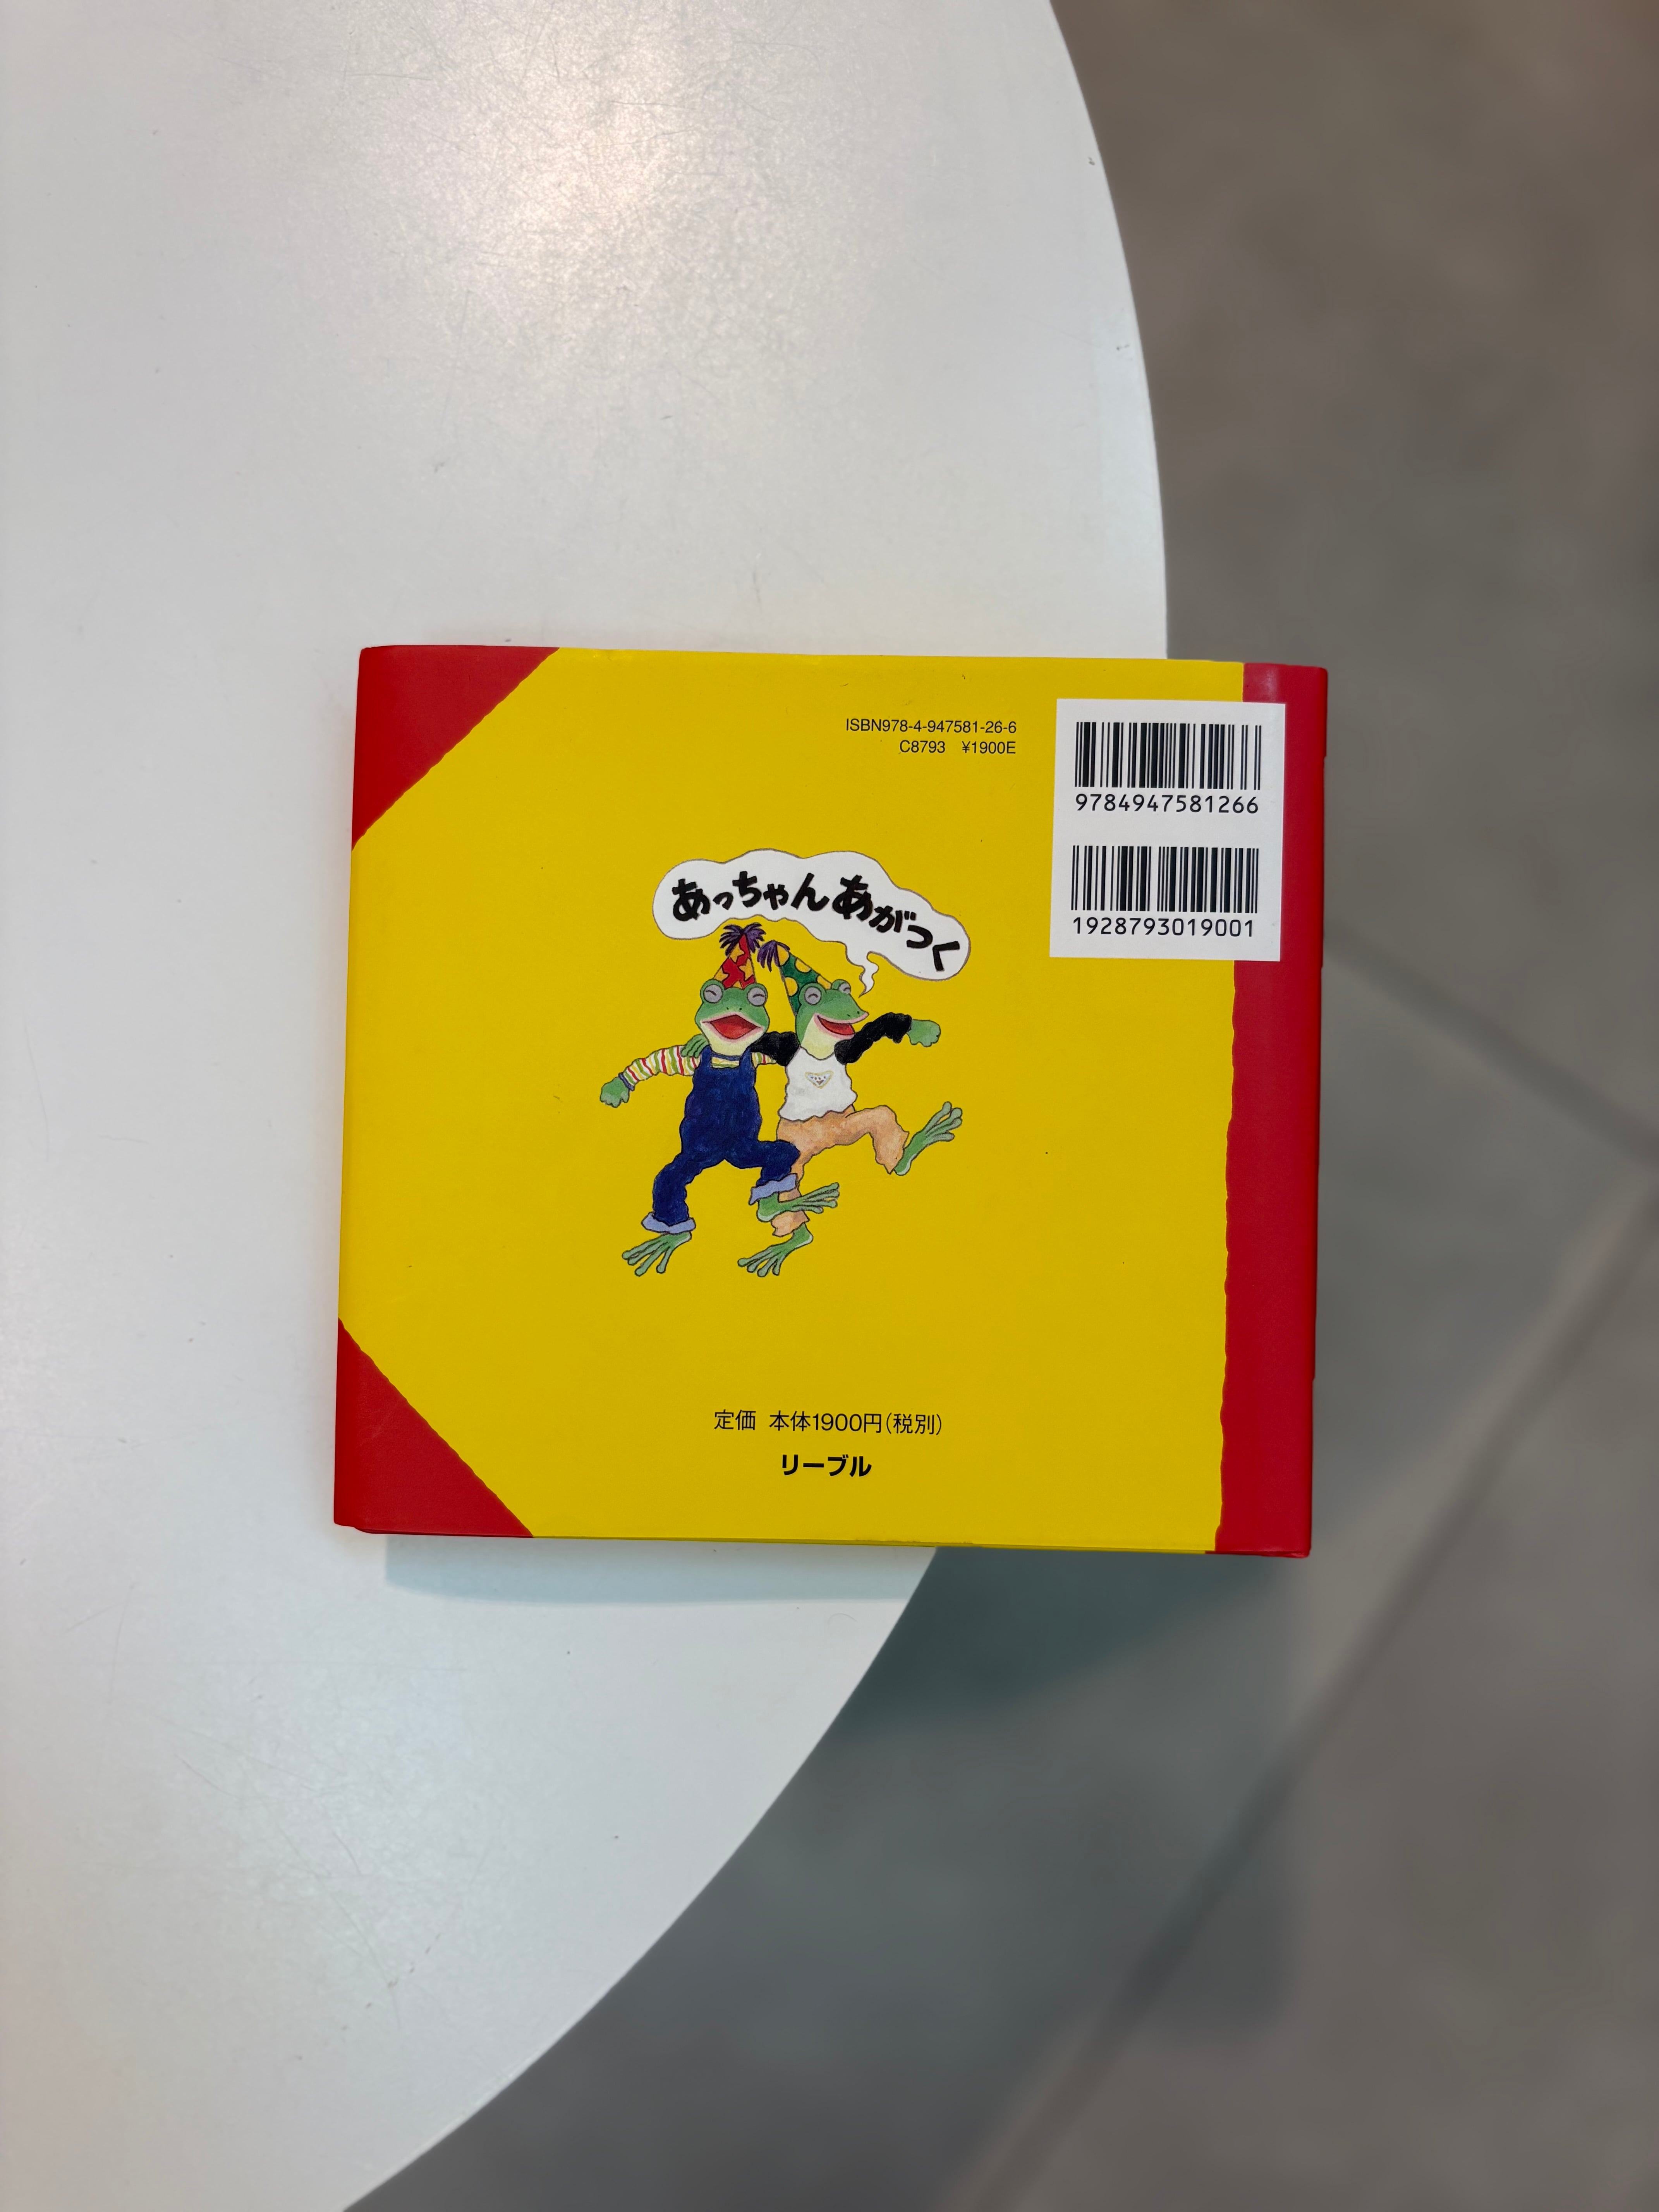 ISBN978-4-947581-26-6
C8793 ¥1900E
9784947581266
1928793019001
あっちゃん あがつく
定価 本体1900円(税別)
リーブル